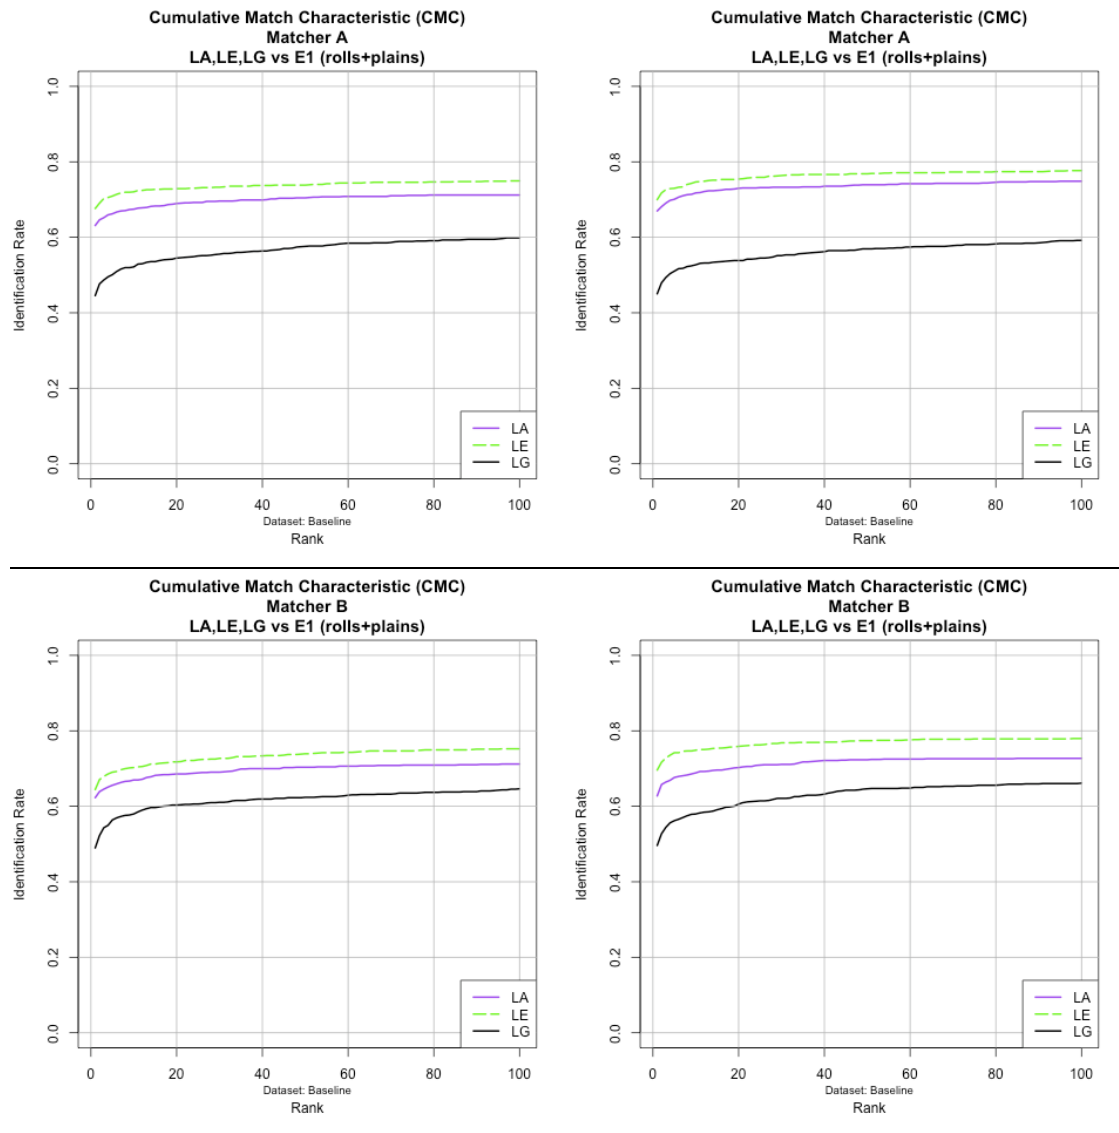 Cumulative Match Characteristic (CMC)
Matcher A
LA,LE,LG vs E1 (rolls+plains)
Identification Rate
1.0
0.8
0.6
0.4
0.2
0.0
LA
LE
LG
0 20 40 60 80 100
Dataset: Baseline
Rank
Cumulative Match Characteristic (CMC)
Matcher A
LA,LE,LG vs E1 (rolls+plains)
Identification Rate
1.0
0.8
0.6
0.4
0.2
0.0
LA
LE
LG
0 20 40 60 80 100
Dataset: Baseline
Rank
Cumulative Match Characteristic (CMC)
Matcher B
LA,LE,LG vs E1 (rolls+plains)
Identification Rate
1.0
0.8
0.6
0.4
0.2
0.0
LA
LE
LG
0 20 40 60 80 100
Dataset: Baseline
Rank
Cumulative Match Characteristic (CMC)
Matcher B
LA,LE,LG vs E1 (rolls+plains)
Identification Rate
1.0
0.8
0.6
0.4
0.2
0.0
LA
LE
LG
0 20 40 60 80 100
Dataset: Baseline
Rank